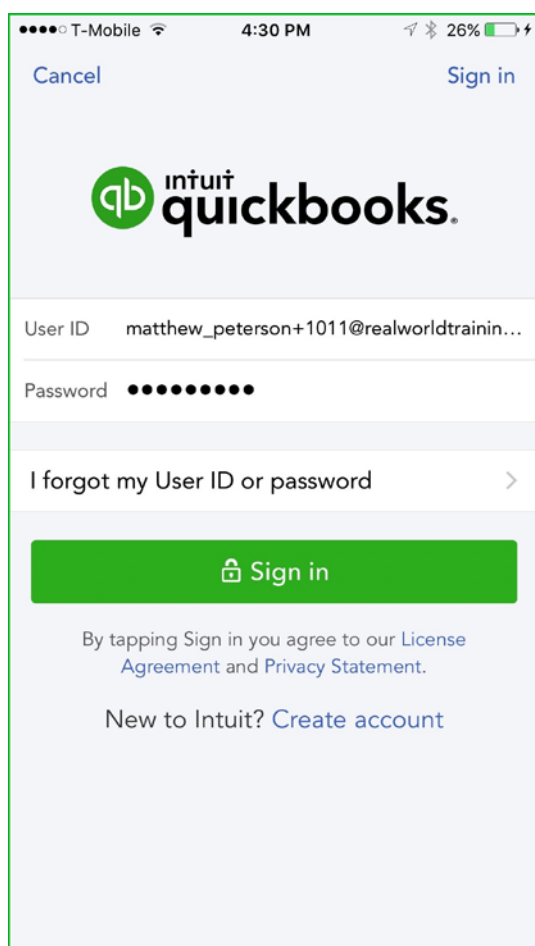 T-Mobile 4:30 PM 26%
Cancel Sign in
qb intuit
quickbooks.
User ID matthew_peterson+1011@realworldtrainin...
Password •••••••••
I forgot my User ID or password
Sign in
By tapping Sign in you agree to our License
Agreement and Privacy Statement.
New to Intuit? Create account